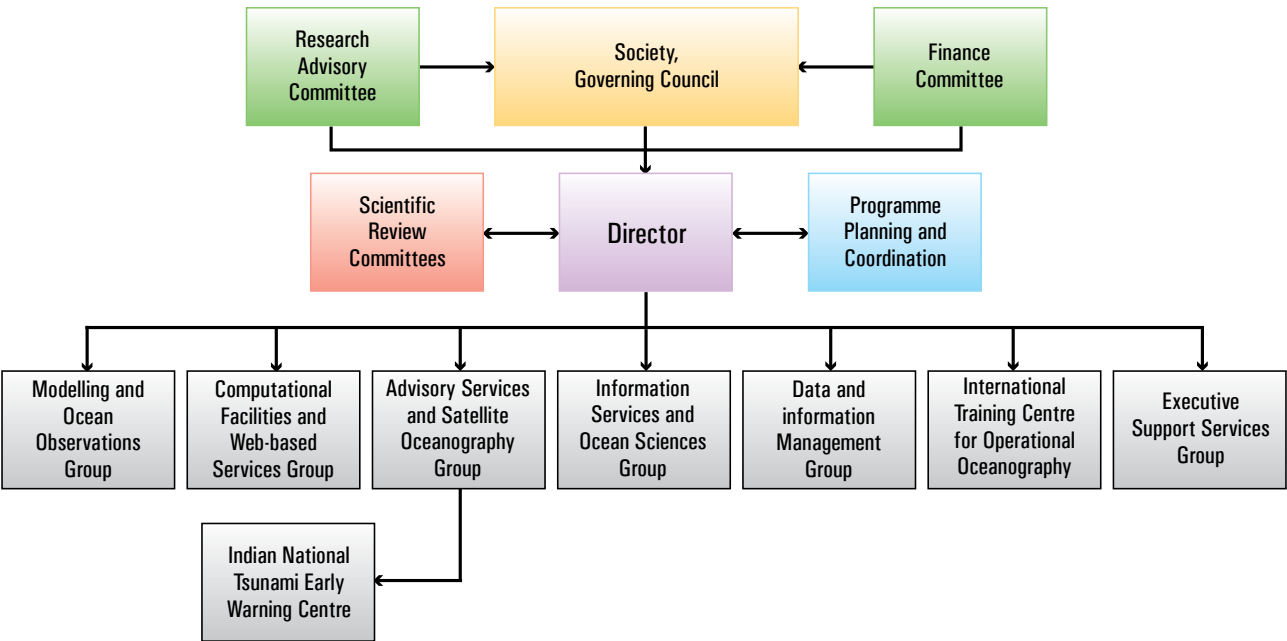 Research
Advisory
Committee
Society,
Governing Council
Finance
Committee
Scientific
Review
Committees
Director
Programme
Planning and
Coordination
Modelling and
Ocean
Observations
Group
Computational
Facilities and
Web-based
Services Group
Advisory Services
and Satellite
Oceanography
Group
Information
Services and
Ocean Sciences
Group
Data and
information
Management
Group
International
Training Centre
for Operational
Oceanography
Executive
Support Services
Group
Indian National
Tsunami Early
Warning Centre